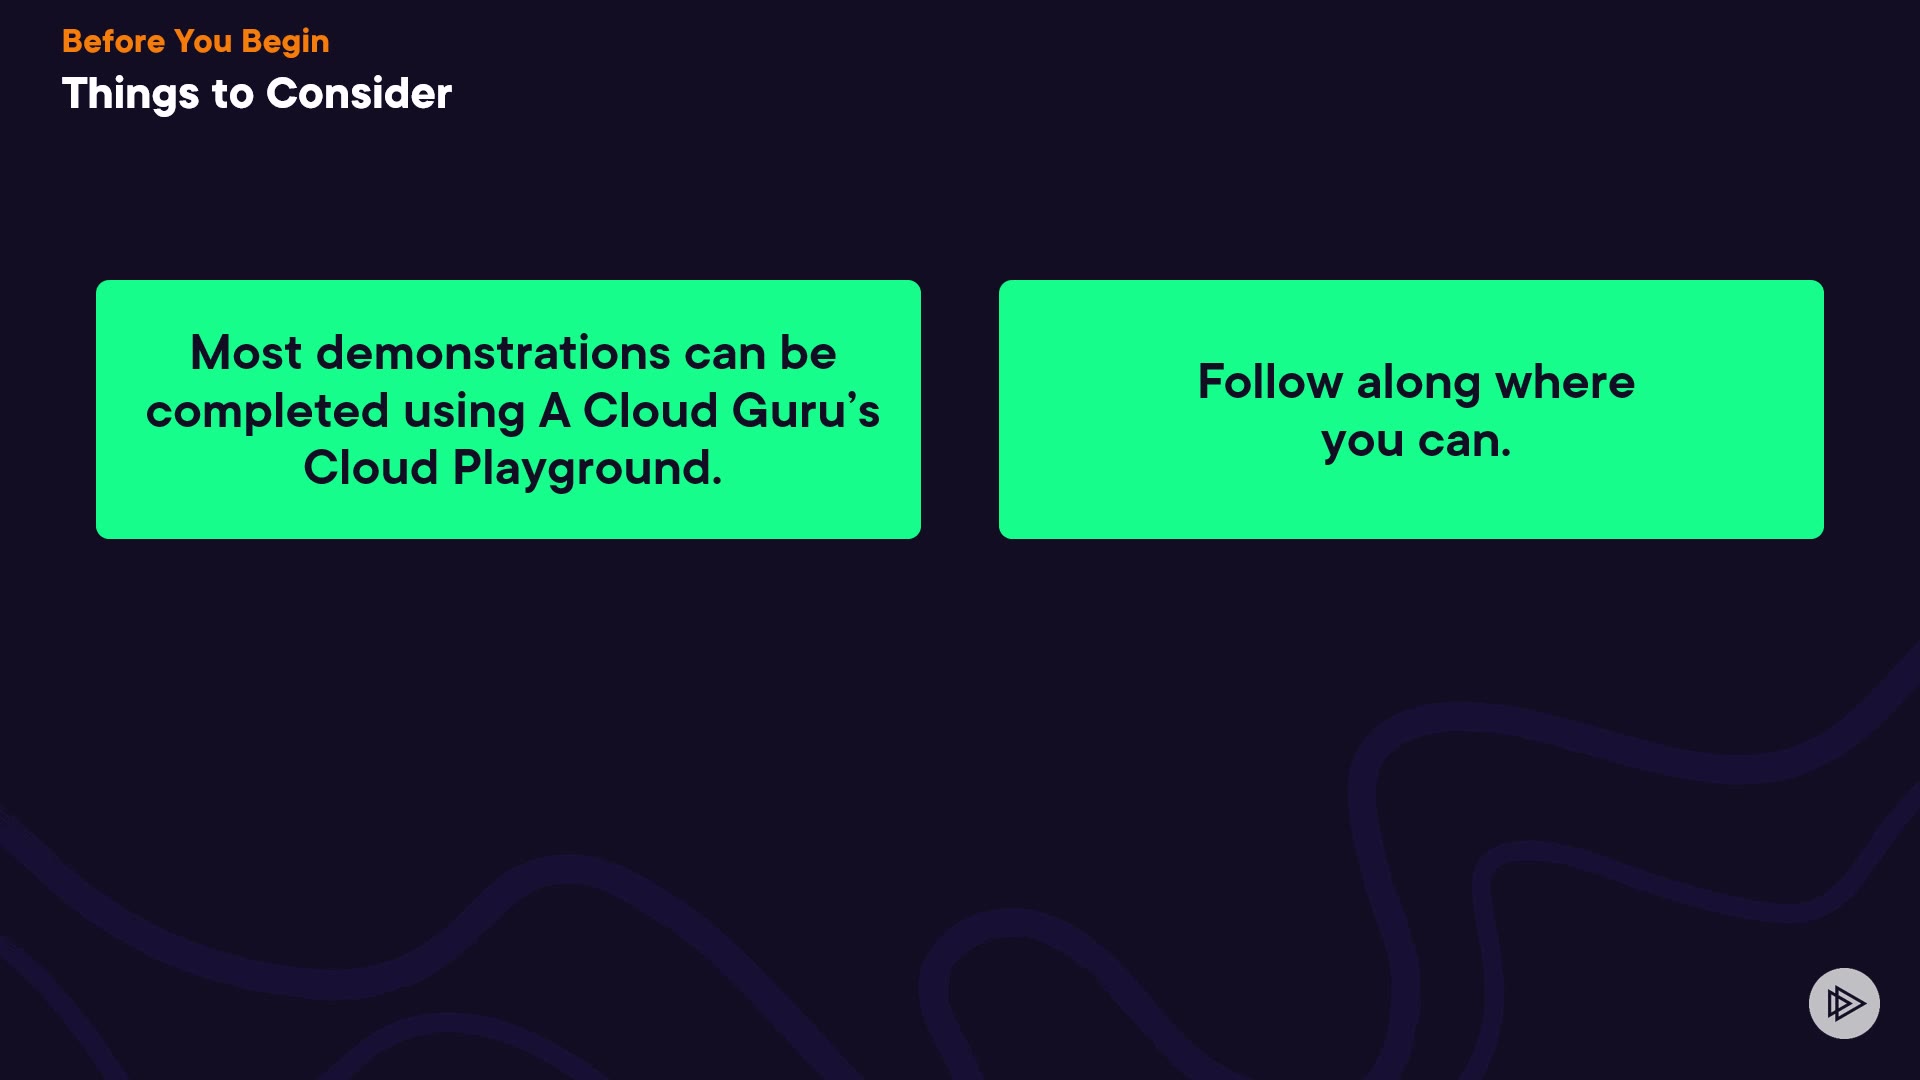 Before You Begin
Things to Consider
Most demonstrations can be
completed using A Cloud Guru’s
Cloud Playground.
Follow along where
you can.